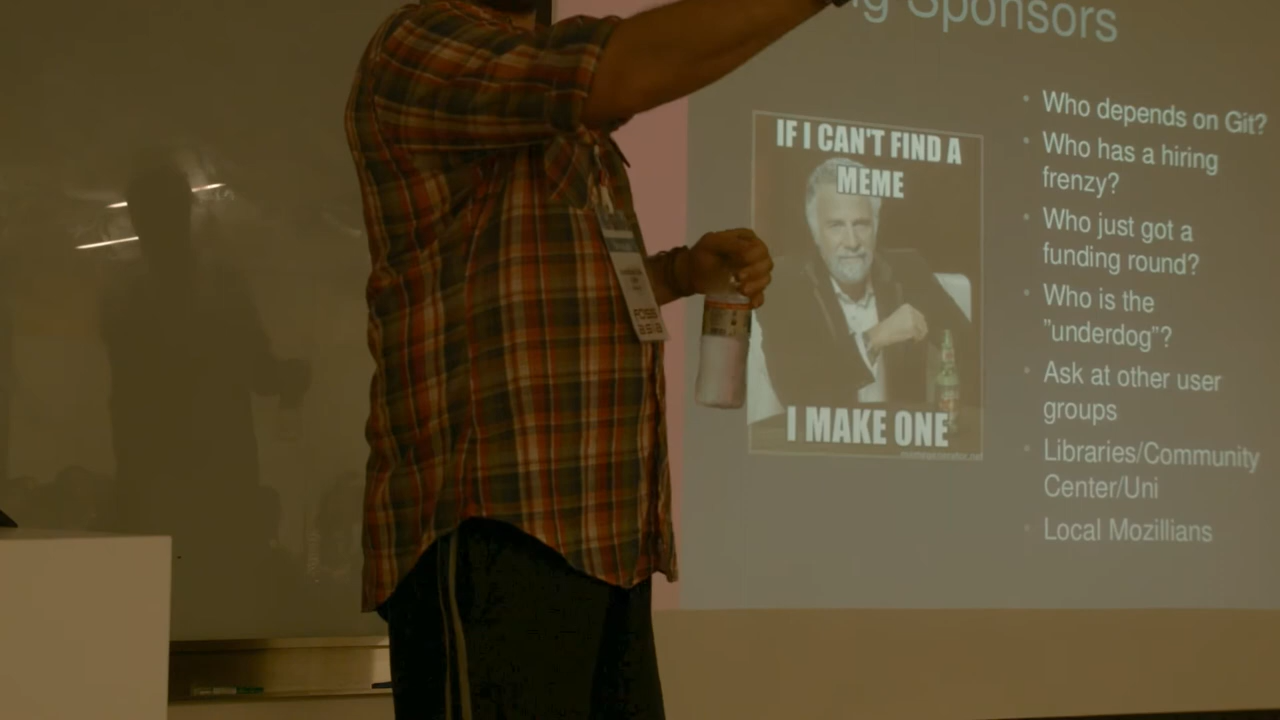 g Sponsors
IF I CAN'T FIND A
MEME
I MAKE ONE
• Who depends on Git?
• Who has a hiring
frenzy?
• Who just got a
funding round?
• Who is the
"underdog"?
• Ask at other user
groups
• Libraries/Community
Center/Uni
• Local Mozillians